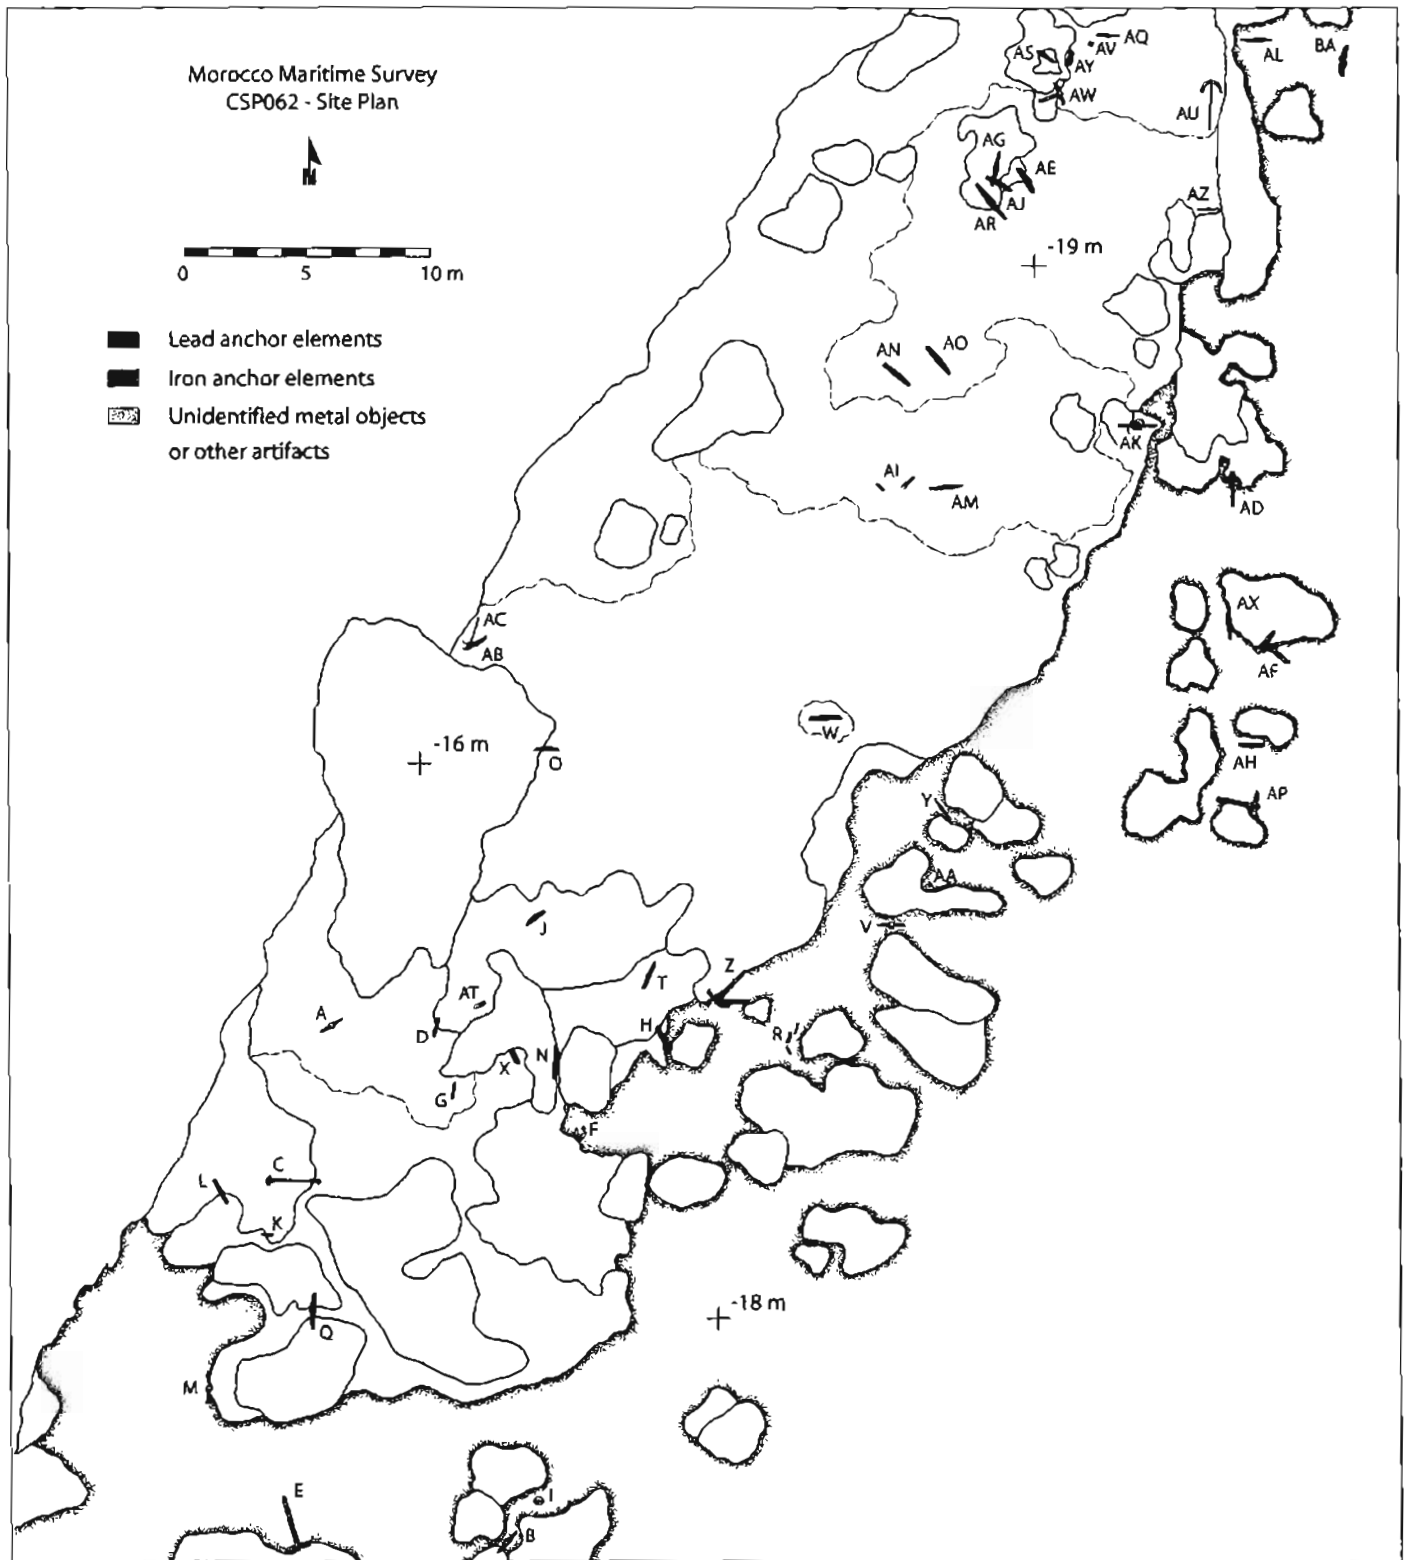 Morocco Maritime Survey
CSP062 - Site Plan
N
0 5 10 m
Lead anchor elements
Iron anchor elements
Unidentified metal objects
or other artifacts
AS
AV
AQ
AY
AW
AL
BA
AU
AG
AE
AJ
AR
AZ
-19 m
AN
AO
AK
AI
AM
AD
AC
AB
AX
AF
-16 m
O
W
AH
AP
Y
AA
V
J
Z
T
AT
A
D
H
R
X
N
G
F
L
C
K
-18 m
Q
M
E
I
B